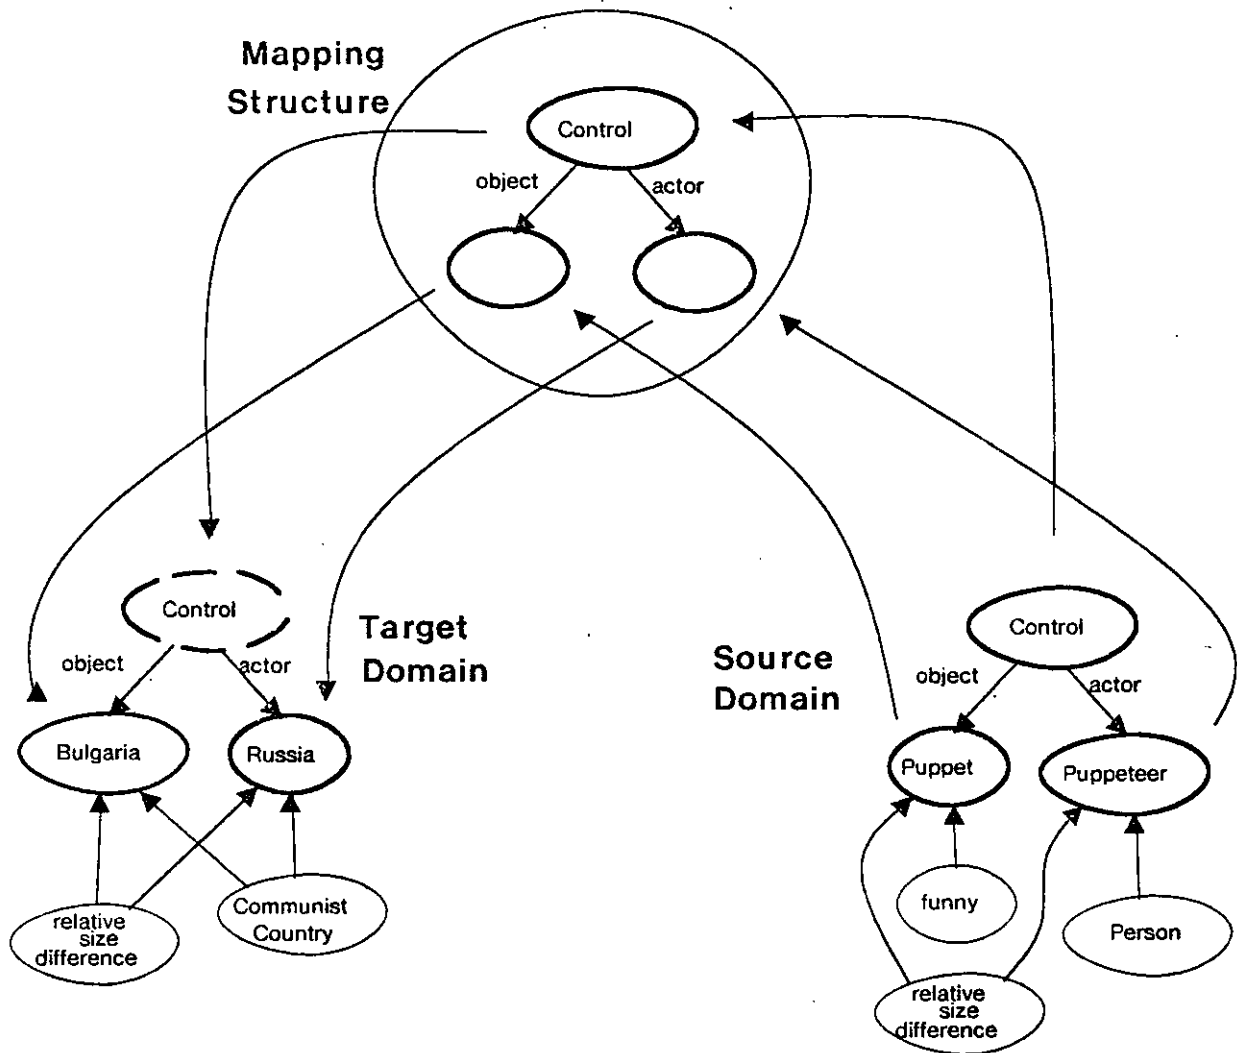 Mapping
Structure
Control
object
actor
Control
object
actor
Bulgaria
Russia
relative
size
difference
Communist
Country
Target
Domain
Source
Domain
Control
object
actor
Puppet
Puppeteer
funny
Person
relative
size
difference